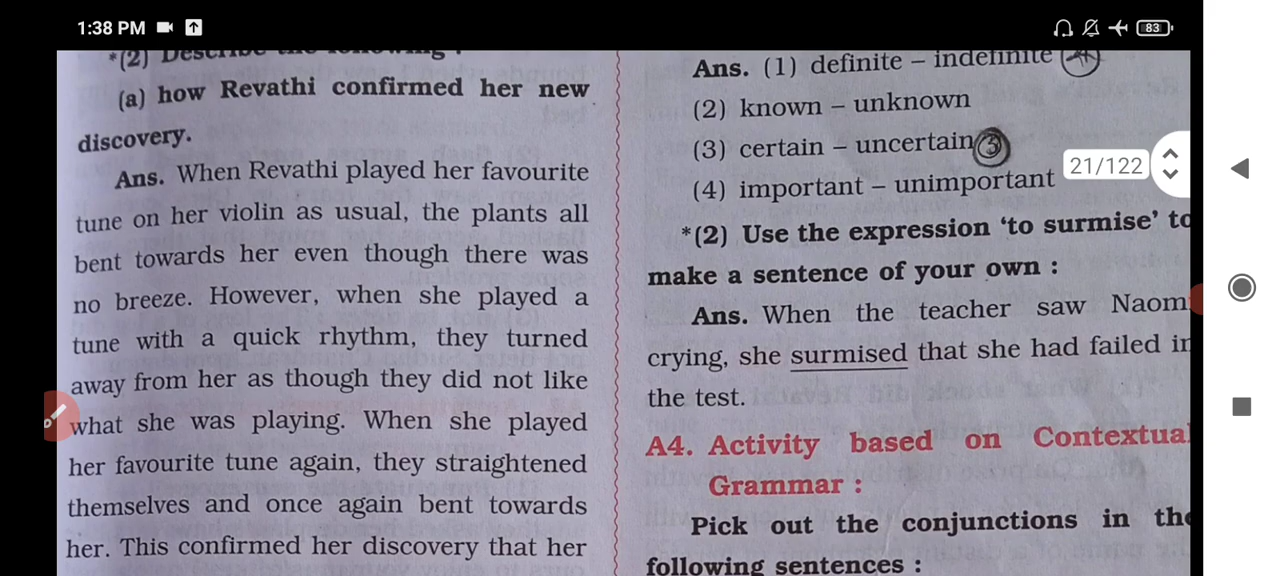 1:38 PM
83
*(2) Describe the following :
(a) how Revathi confirmed her new
discovery.
Ans. When Revathi played her favourite
tune on her violin as usual, the plants all
bent towards her even though there was
no breeze. However, when she played a
tune with a quick rhythm, they turned
away from her as though they did not like
what she was playing. When she played
her favourite tune again, they straightened
themselves and once again bent towards
her. This confirmed her discovery that her
Ans. (1) definite – indefinite
(2) known – unknown
(3) certain – uncertain 3
(4) important – unimportant
*(2) Use the expression ‘to surmise’ to
make a sentence of your own :
Ans. When the teacher saw Naom
crying, she surmised that she had failed in
the test.
A4. Activity based on Contextual
Grammar :
Pick out the conjunctions in the
following sentences :
21/122